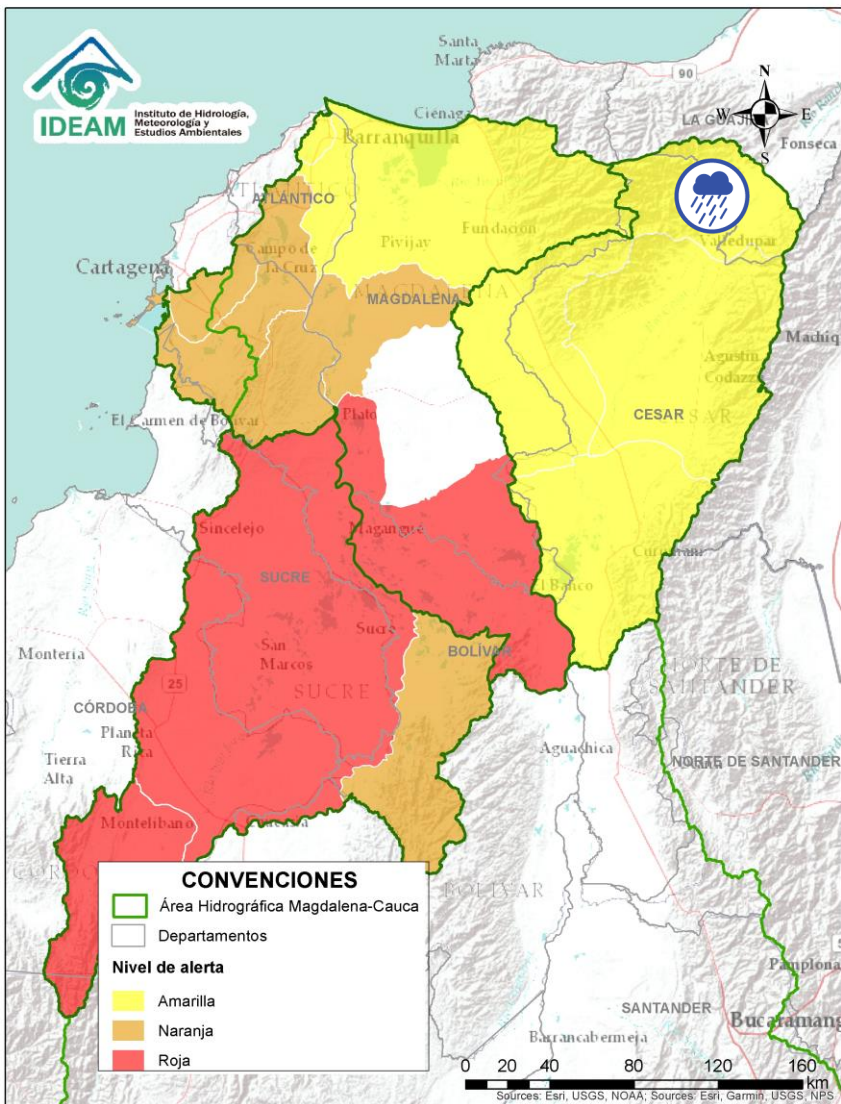 IDEAM
Instituto de Hidrología,
Meteorología y
Estudios Ambientales
Santa
Marta
90
N
W
E
S
Ciénaga
LA GUAJI
Fonseca
Barranquilla
ATLÁNTICO
Pivijay
Fundación
Valledupar
Cartagena
Campo de
la Cruz
MAGDALENA
Machiq
Agustín
Codazzi
El Carmen de Bolívar
Plato
CESAR
Sincelejo
Magangué
SUCRE
El Banco
Sucre
Montería
San
Marcos
BOLÍVAR
25
SUCRE
NORTE DE
SANTANDER
CÓRDOBA
Planeta
Rica
Tierra
Alta
Aguachica
NORTE DE SANTANDER
Montelíbano
Caucasia
BOLÍVAR
CONVENCIONES
Área Hidrográfica Magdalena-Cauca
Departamentos
Nivel de alerta
Amarilla
Naranja
Roja
Pamplona
SANTANDER
Bucaramang
Barrancabermeja
0 20 40 80 120 160
km
Sources: Esri, USGS, NOAA; Sources: Esri, Garmin, USGS, NPS